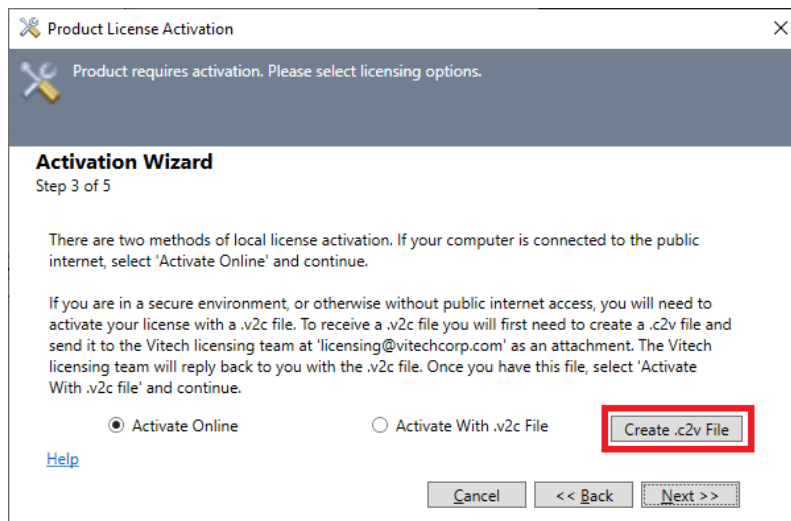 Product License Activation
Product requires activation. Please select licensing options.
Activation Wizard
Step 3 of 5
There are two methods of local license activation. If your computer is connected to the public
internet, select 'Activate Online' and continue.
If you are in a secure environment, or otherwise without public internet access, you will need to
activate your license with a .v2c file. To receive a .v2c file you will first need to create a .c2v file and
send it to the Vitech licensing team at 'licensing@vitechcorp.com' as an attachment. The Vitech
licensing team will reply back to you with the .v2c file. Once you have this file, select 'Activate
With .v2c file' and continue.
Activate Online Activate With .v2c File Create .c2v File
Help
Cancel << Back Next >>